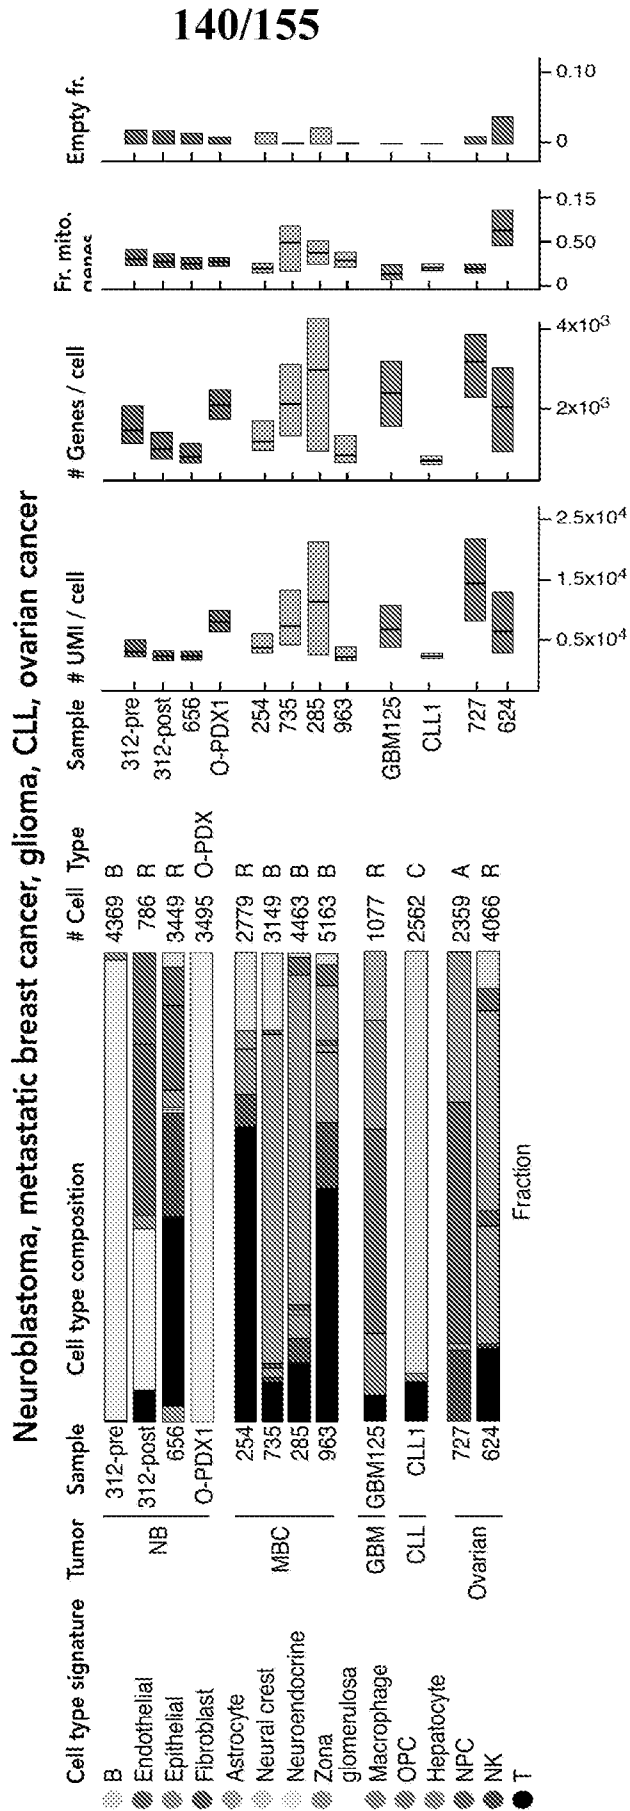 140/155
Neuroblastoma, metastatic breast cancer, glioma, CLL, ovarian cancer
Cell type signature
B
Endothelial
Epithelial
Fibroblast
Astrocyte
Neural crest
Neuroendocrine
Zona
glomerulosa
Macrophage
OPC
Hepatocyte
NPC
NK
T
Tumor Sample Cell type composition # Cell Type
NB 312-pre 4369 B
312-post 786 R
656 3449 R
O-PDX1 3495 O-PDX
MBC 254 2779 R
735 3149 B
285 4463 B
963 5163 B
GBM GBM125 1077 R
CLL CLL1 2562 C
Ovarian 727 2359 A
624 4066 R
Fraction
Sample # UMI / cell # Genes / cell Fr. mito. Empty fr.
genes
312-pre
312-post
656
O-PDX1
254
735
285
963
GBM125
CLL1
727
624
0.5x10⁴ 1.5x10⁴ 2.5x10⁴
2x10³ 4x10³
0 0.50 0.15
0 0.10